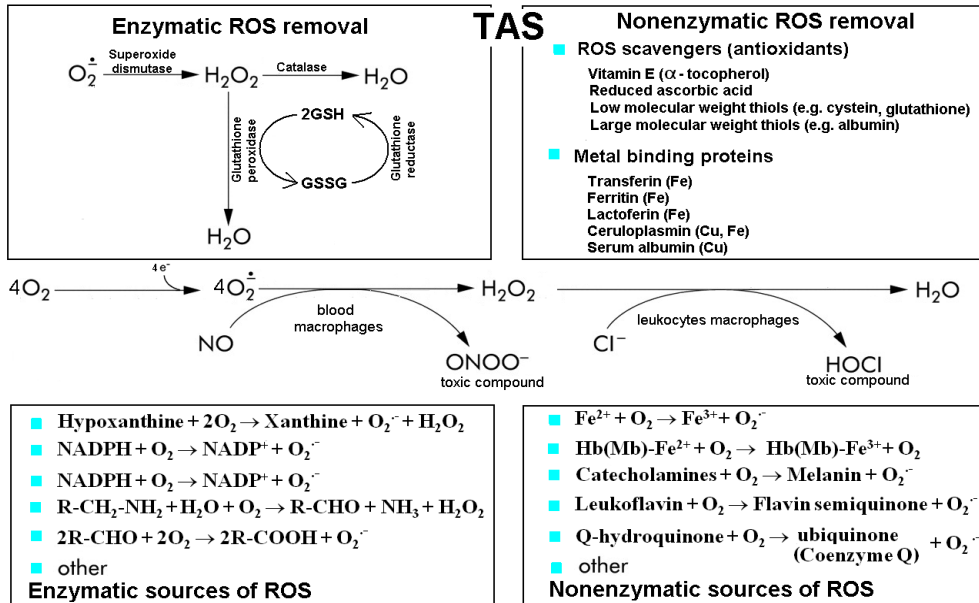 TAS
Enzymatic ROS removal
Superoxide
dismutase
O₂∸
H₂O₂
Catalase
H₂O
Glutathione
peroxidase
2GSH
GSSG
Glutathione
reductase
H₂O
Nonenzymatic ROS removal
ROS scavengers (antioxidants)
Vitamin E (α - tocopherol)
Reduced ascorbic acid
Low molecular weight thiols (e.g. cystein, glutathione)
Large molecular weight thiols (e.g. albumin)
Metal binding proteins
Transferin (Fe)
Ferritin (Fe)
Lactoferin (Fe)
Ceruloplasmin (Cu, Fe)
Serum albumin (Cu)
4O₂
4e⁻
4O₂∸
H₂O₂
H₂O
NO
blood
macrophages
ONOO⁻
toxic compound
Cl⁻
leukocytes macrophages
HOCl
toxic compound
Hypoxanthine + 2O₂ → Xanthine + O₂·⁻ + H₂O₂
NADPH + O₂ → NADP⁺ + O₂·⁻
NADPH + O₂ → NADP⁺ + O₂·⁻
R-CH₂-NH₂ + H₂O + O₂ → R-CHO + NH₃ + H₂O₂
2R-CHO + 2O₂ → 2R-COOH + O₂·⁻
other
Enzymatic sources of ROS
Fe²⁺ + O₂ → Fe³⁺ + O₂·⁻
Hb(Mb)-Fe²⁺ + O₂ → Hb(Mb)-Fe³⁺ + O₂
Catecholamines + O₂ → Melanin + O₂·⁻
Leukoflavin + O₂ → Flavin semiquinone + O₂·⁻
Q-hydroquinone + O₂ → ubiquinone + O₂·⁻
(Coenzyme Q)
other
Nonenzymatic sources of ROS